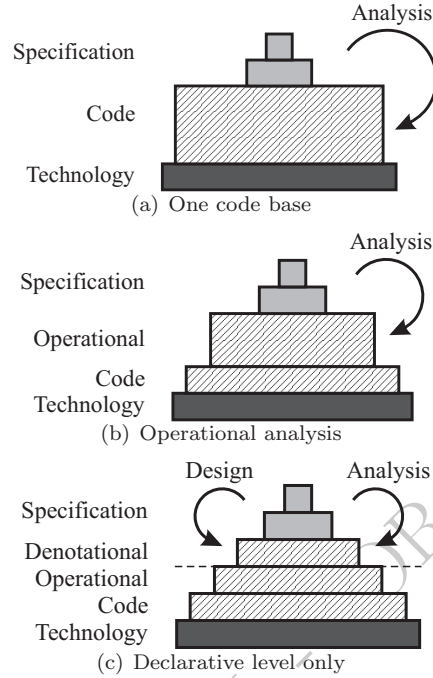 Analysis
Specification
Code
Technology
(a) One code base
Analysis
Specification
Operational
Code
Technology
(b) Operational analysis
Design Analysis
Specification
Denotational
Operational
Code
Technology
(c) Declarative level only